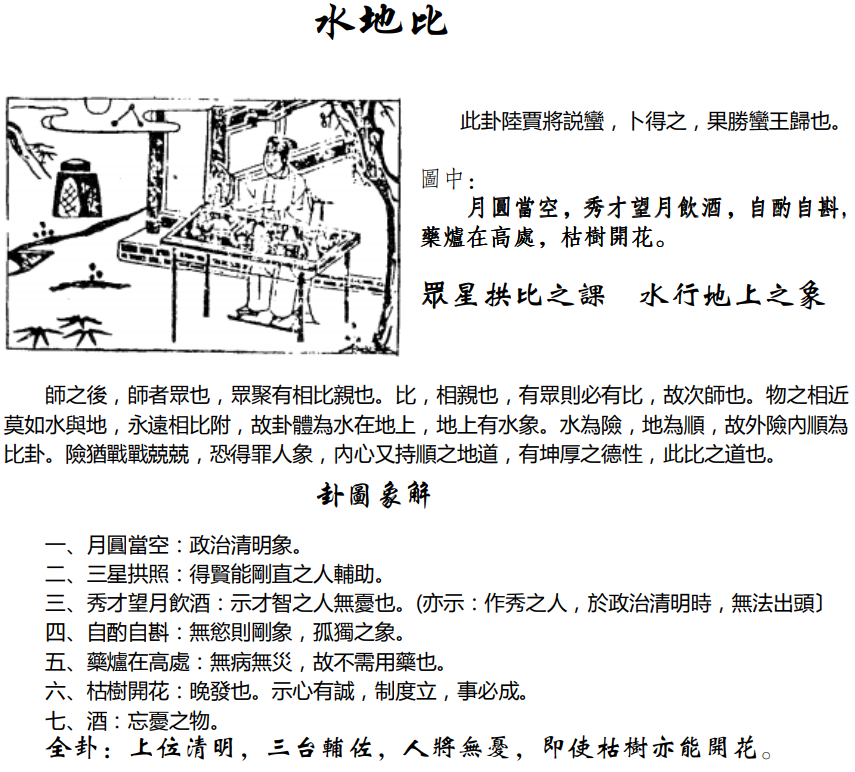 水地比
此卦陸賈將説蠻，卜得之，果勝蠻王歸也。
圖中：
月圓當空，秀才望月飲酒，自酌自斟，
藥爐在高處，枯樹開花。
眾星拱比之課　水行地上之象
師之後，師者眾也，眾聚有相比親也。比，相親也，有眾則必有比，故次師也。物之相近
莫如水與地，永遠相比附，故卦體為水在地上，地上有水象。水為險，地為順，故外險內順為
比卦。險猶戰戰兢兢，恐得罪人象，內心又持順之地道，有坤厚之德性，此比之道也。
卦圖象解
一、月圓當空：政治清明象。
二、三星拱照：得賢能剛直之人輔助。
三、秀才望月飲酒：示才智之人無憂也。(亦示：作秀之人，於政治清明時，無法出頭〕
四、自酌自斟：無慾則剛象，孤獨之象。
五、藥爐在高處：無病無災，故不需用藥也。
六、枯樹開花：晚發也。示心有誠，制度立，事必成。
七、酒：忘憂之物。
全卦：上位清明，三台輔佐，人將無憂，即使枯樹亦能開花。